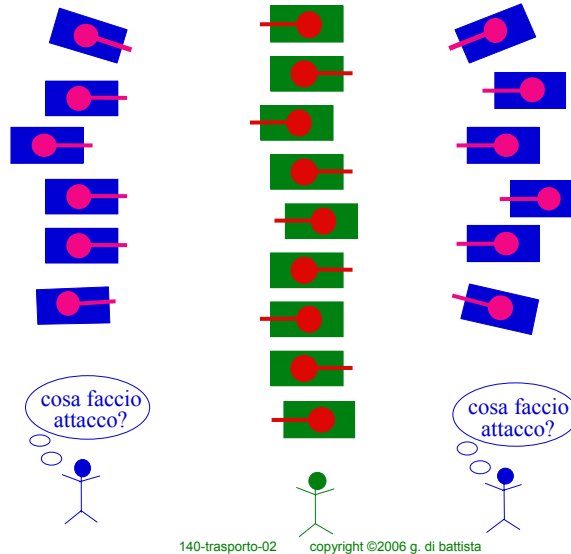 cosa faccio
attacco?
cosa faccio
attacco?
140-trasporto-02 copyright ©2006 g. di battista